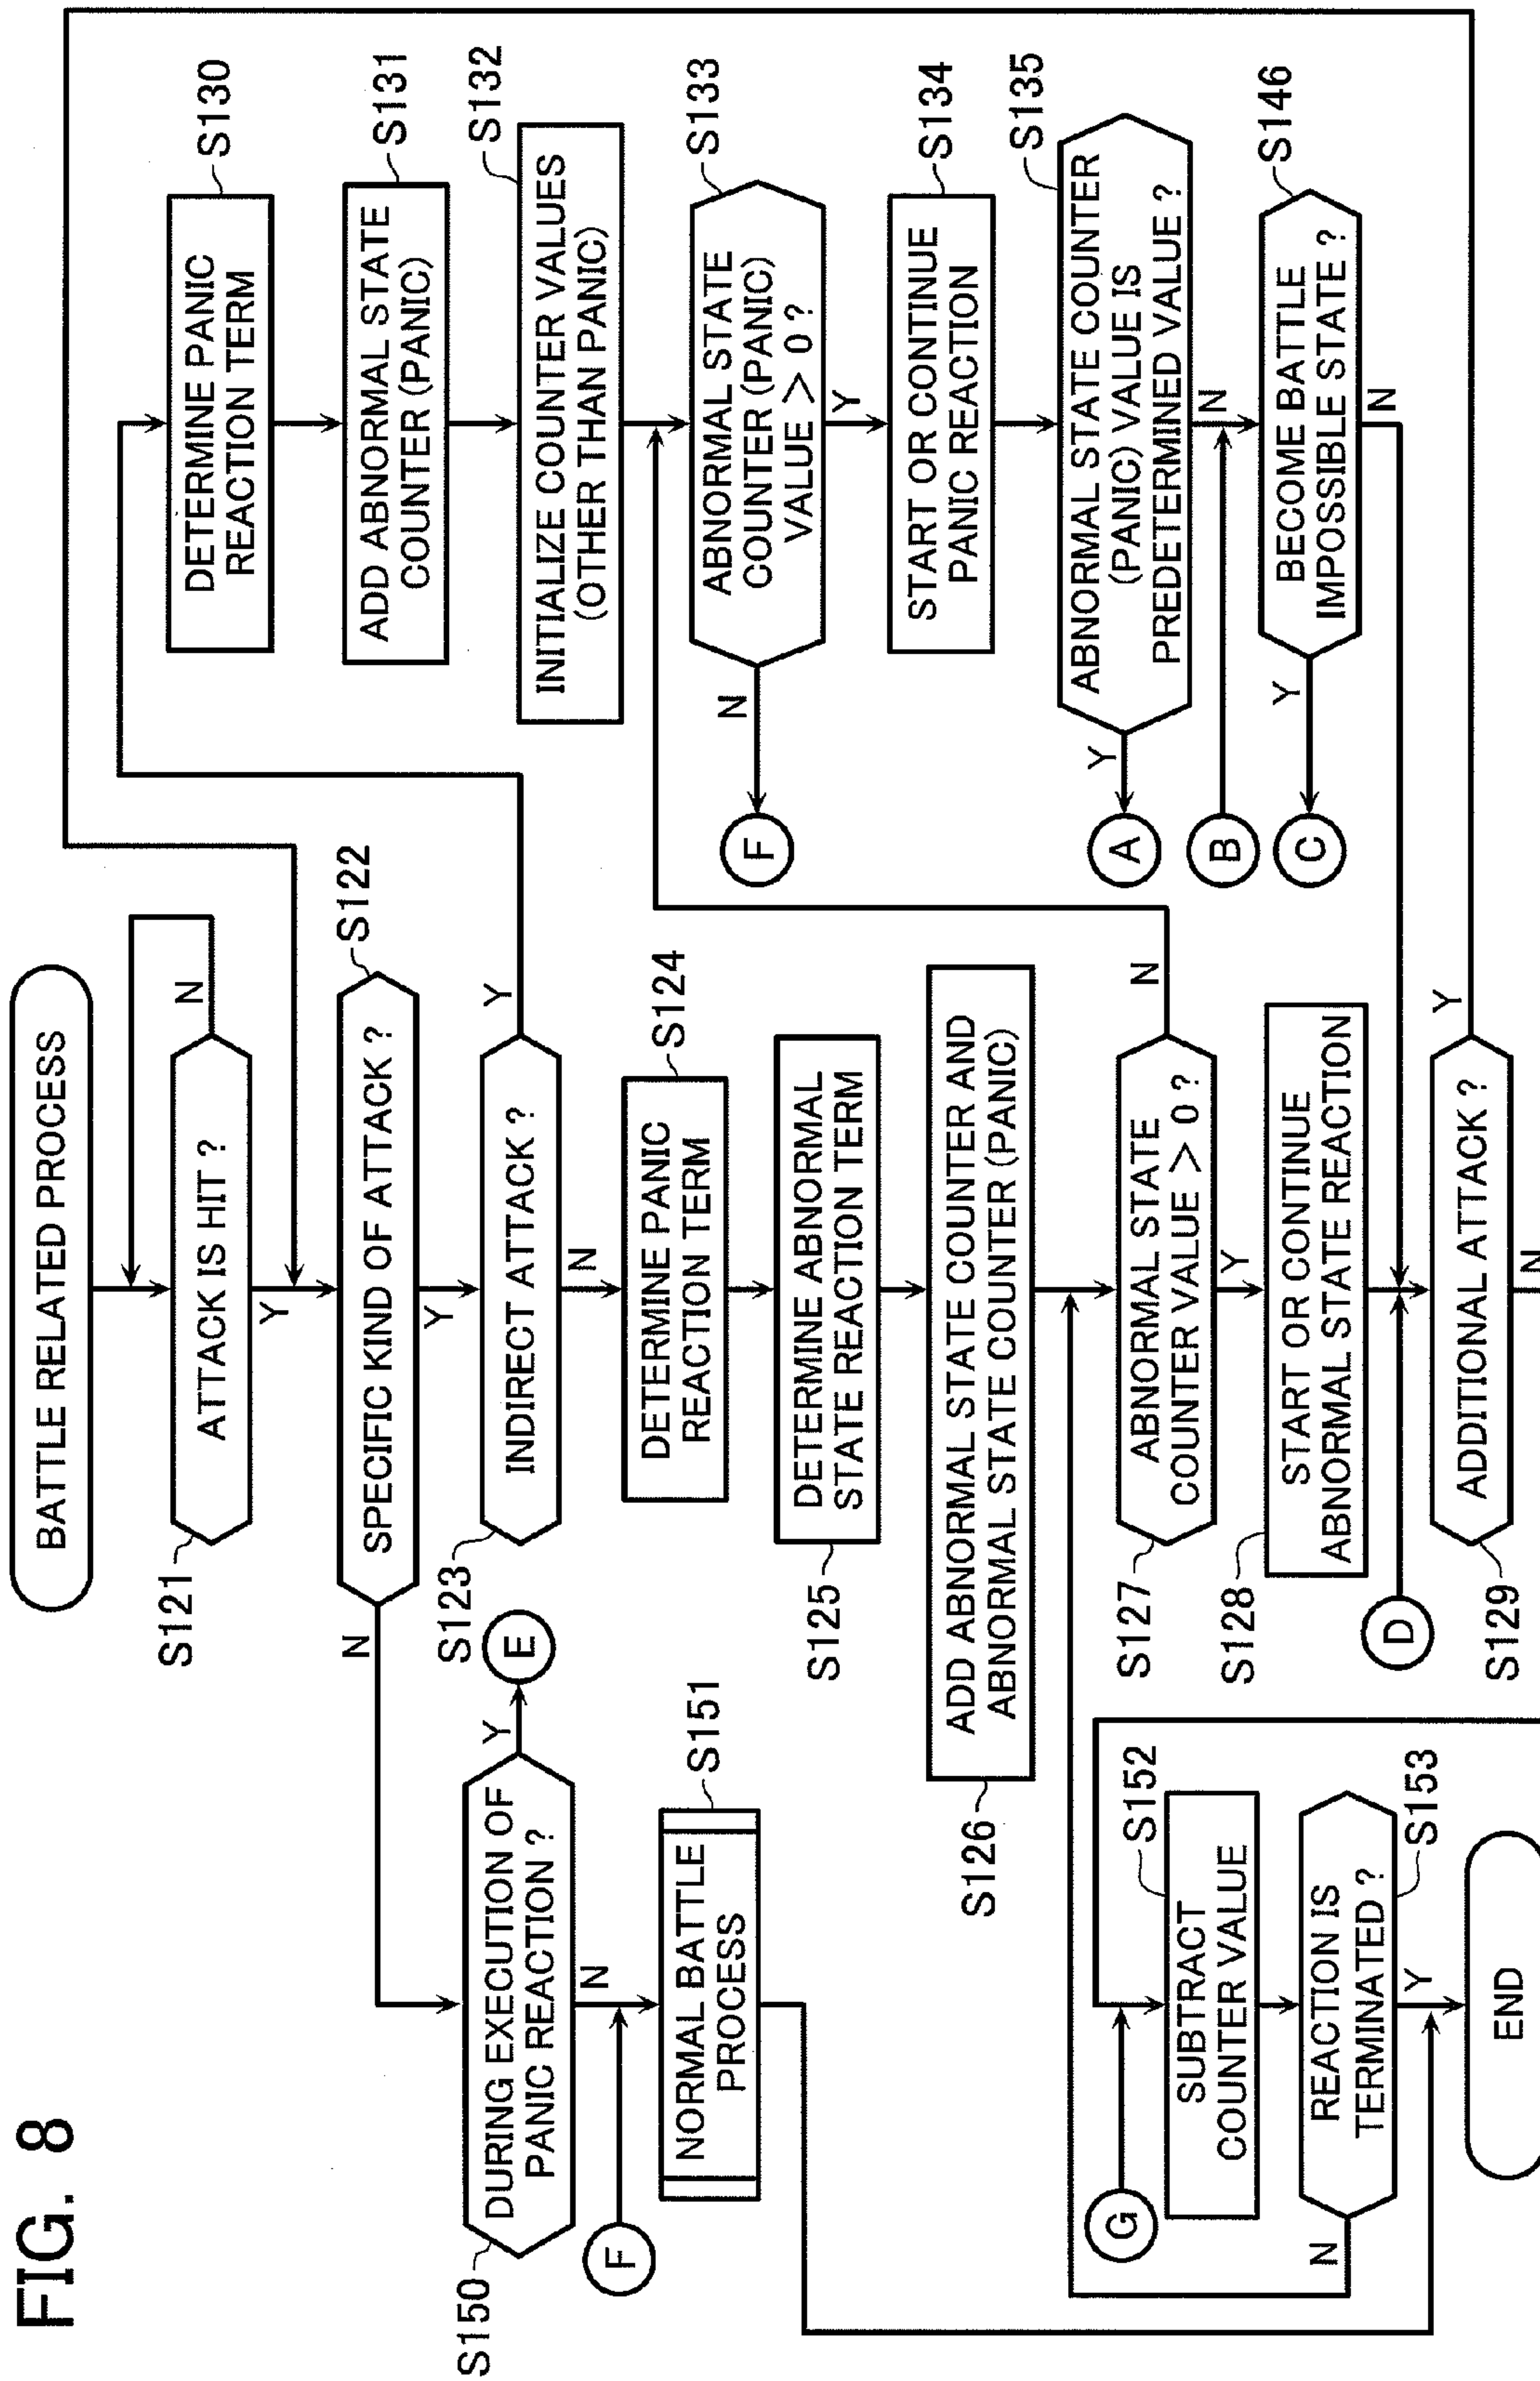 FIG. 8
BATTLE RELATED PROCESS
ATTACK IS HIT ?
S121
N
Y
SPECIFIC KIND OF ATTACK ?
S122
N
Y
INDIRECT ATTACK ?
S123
Y
N
DETERMINE PANIC
REACTION TERM
S124
DETERMINE ABNORMAL
STATE REACTION TERM
S125
ADD ABNORMAL STATE COUNTER AND
ABNORMAL STATE COUNTER (PANIC)
S126
ABNORMAL STATE
COUNTER VALUE > 0 ?
S127
N
Y
START OR CONTINUE
ABNORMAL STATE REACTION
S128
D
ADDITIONAL ATTACK ?
S129
Y
N
DURING EXECUTION OF
PANIC REACTION ?
S150
Y
E
N
F
NORMAL BATTLE
PROCESS
S151
G
SUBTRACT
COUNTER VALUE
S152
REACTION IS
TERMINATED ?
S153
N
Y
END
DETERMINE PANIC
REACTION TERM
S130
ADD ABNORMAL STATE
COUNTER (PANIC)
S131
INITIALIZE COUNTER VALUES
(OTHER THAN PANIC)
S132
ABNORMAL STATE
COUNTER (PANIC)
VALUE > 0 ?
S133
N
F
Y
START OR CONTINUE
PANIC REACTION
S134
ABNORMAL STATE COUNTER
(PANIC) VALUE IS
PREDETERMINED VALUE ?
S135
Y
A
N
B
BECOME BATTLE
IMPOSSIBLE STATE ?
S146
Y
C
N